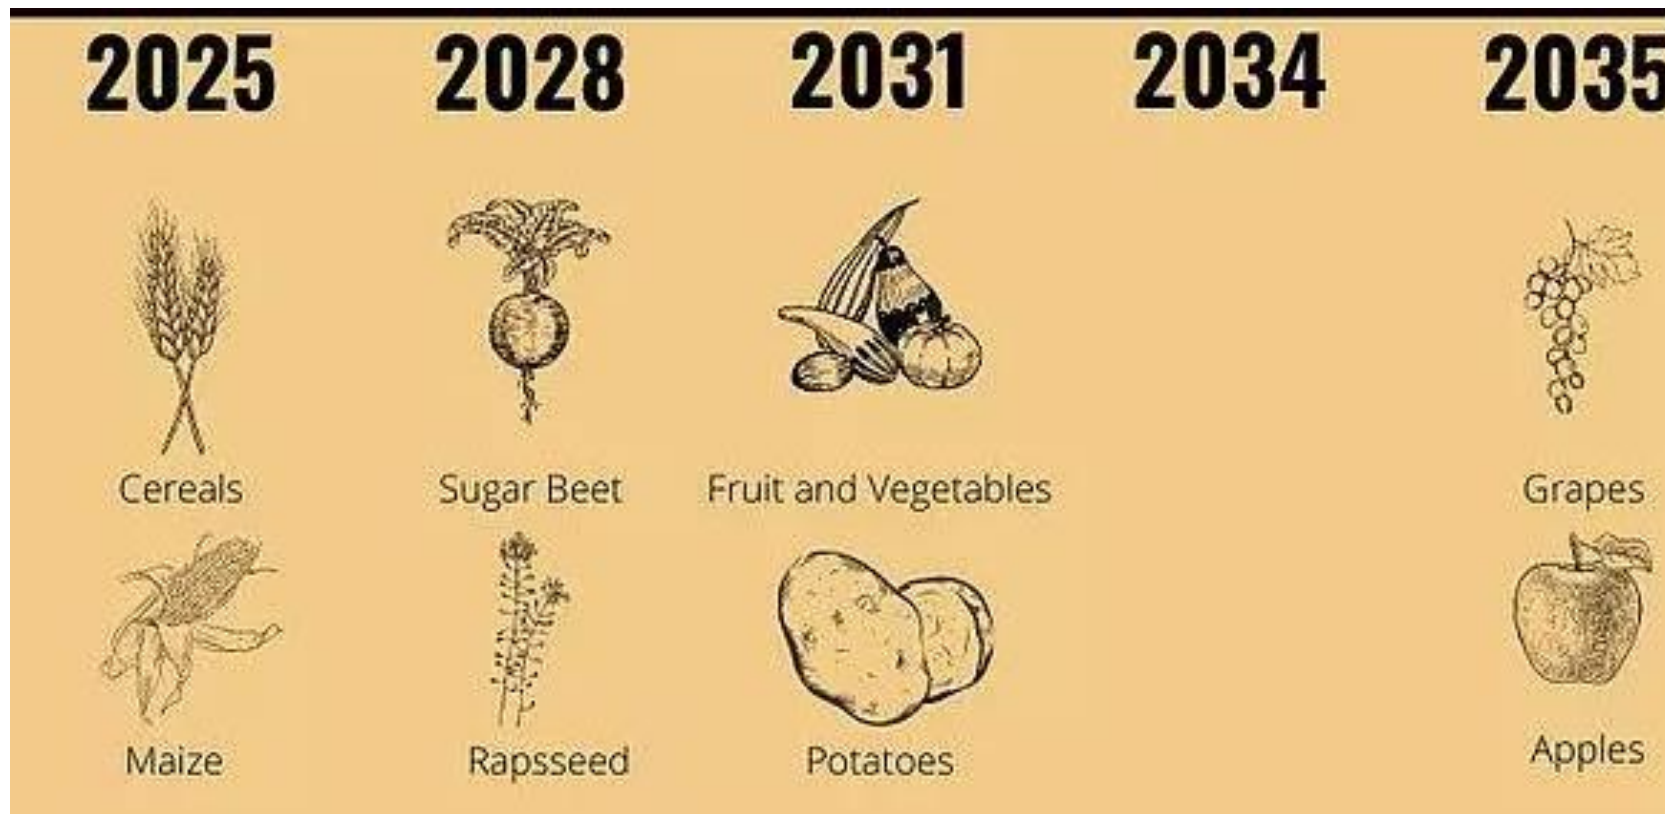 2025 2028 2031 2034 2035
Cereals Sugar Beet Fruit and Vegetables Grapes
Maize Rapsseed Potatoes Apples